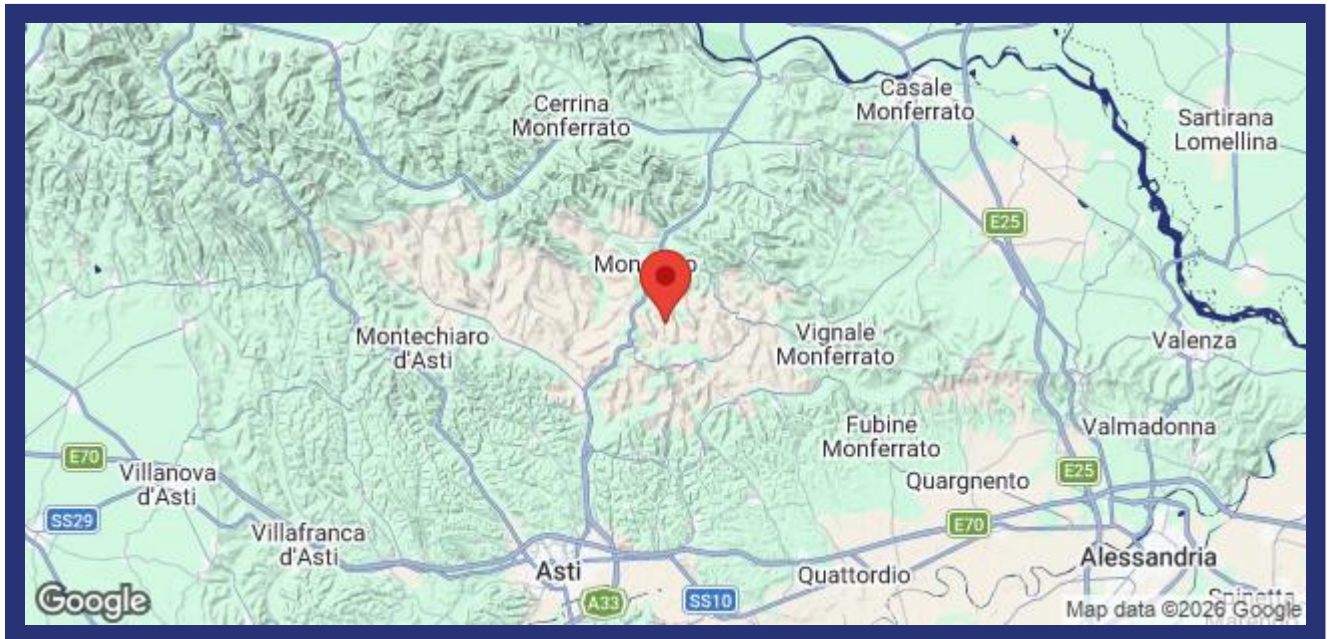 Cerrina
Monferrato
Casale
Monferrato
Sartirana
Lomellina
E25
Montechiaro
d'Asti
Vignale
Monferrato
Valenza
Fubine
Monferrato
Valmadonna
E70
Villanova
d'Asti
Quargnento
E25
SS29
Villafranca
d'Asti
E70
Asti
Quattordio
Alessandria
Google
A33
SS10
Spinetta
Map data ©2026 Google